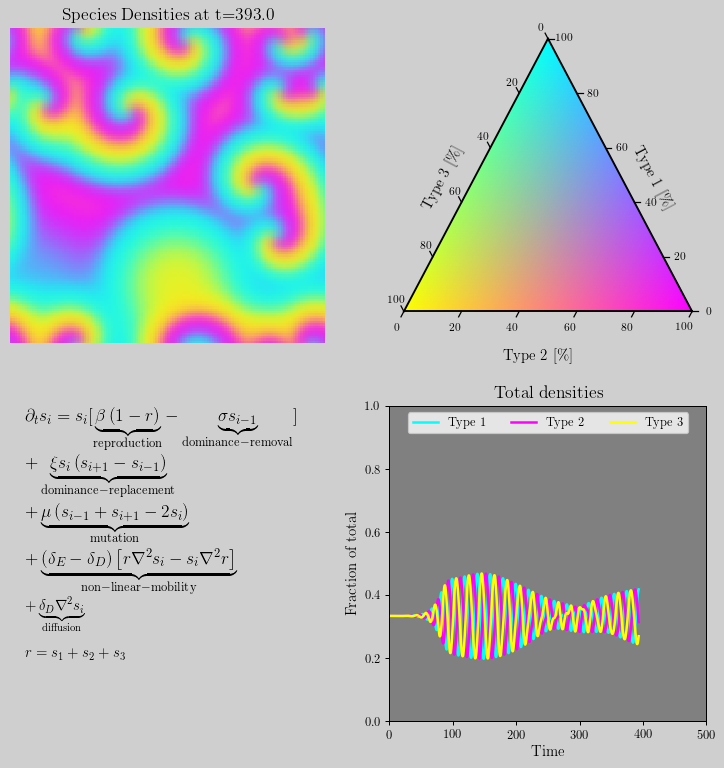 Species Densities at t=393.0
0
100
20
80
40
60
60
40
80
20
100
0
0 20 40 60 80 100
Type 3 [%]
Type 1 [%]
Type 2 [%]
∂ₜsᵢ = sᵢ[β (1 − r) − σsᵢ₋₁ ]
reproduction dominance−removal
+ ξsᵢ (sᵢ₊₁ − sᵢ₋₁)
dominance−replacement
+ μ (sᵢ₋₁ + sᵢ₊₁ − 2sᵢ)
mutation
+ (δ_E − δ_D) [r∇²sᵢ − sᵢ∇²r]
non−linear−mobility
+ δ_D∇²sᵢ
diffusion
r = s₁ + s₂ + s₃
Total densities
Type 1 Type 2 Type 3
1.0
0.8
0.6
0.4
0.2
0.0
Fraction of total
0 100 200 300 400 500
Time